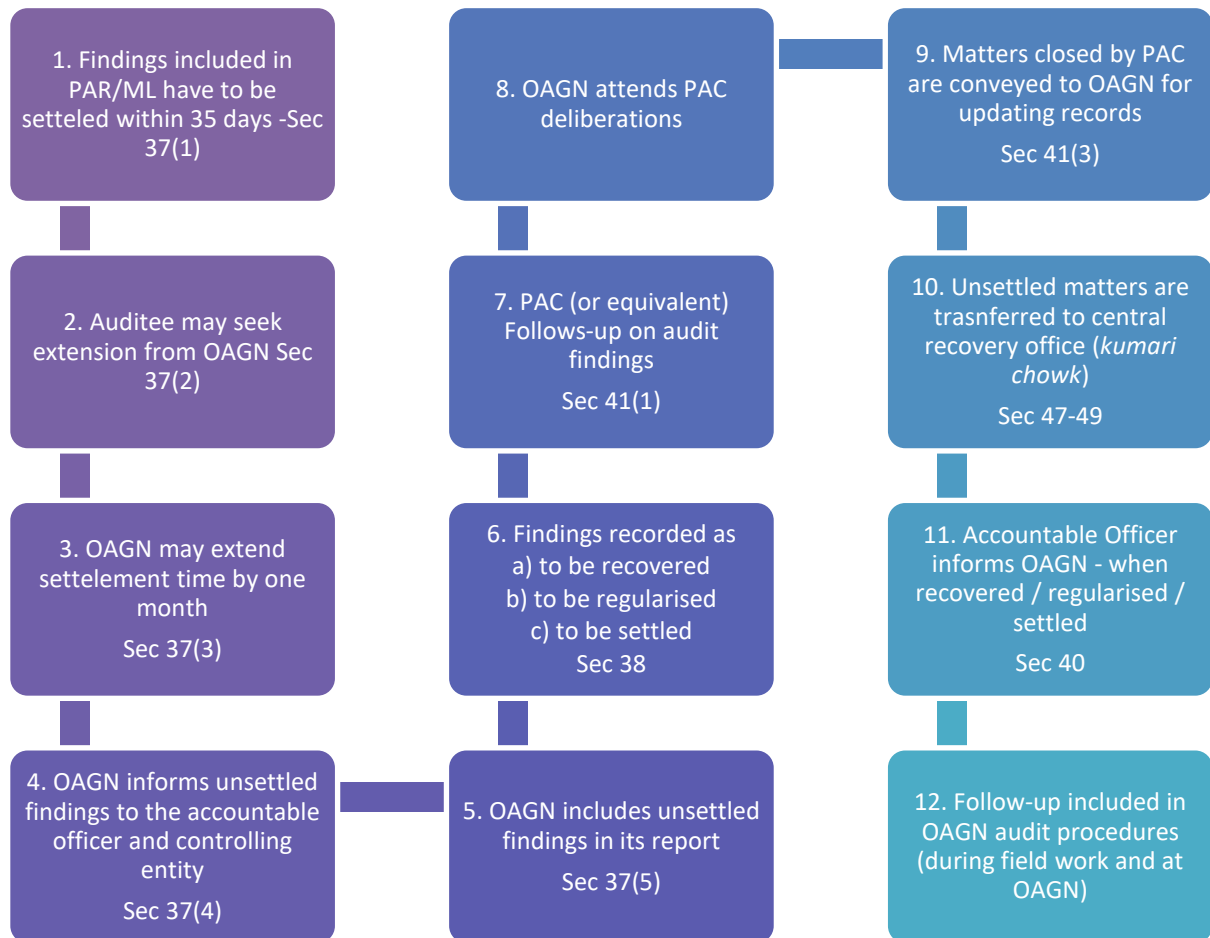 1. Findings included in
PAR/ML have to be
setteled within 35 days -Sec
37(1)
2. Auditee may seek
extension from OAGN Sec
37(2)
3. OAGN may extend
settelement time by one
month
Sec 37(3)
4. OAGN informs unsettled
findings to the accountable
officer and controlling
entity
Sec 37(4)
5. OAGN includes unsettled
findings in its report
Sec 37(5)
6. Findings recorded as
a) to be recovered
b) to be regularised
c) to be settled
Sec 38
7. PAC (or equivalent)
Follows-up on audit
findings
Sec 41(1)
8. OAGN attends PAC
deliberations
9. Matters closed by PAC
are conveyed to OAGN for
updating records
Sec 41(3)
10. Unsettled matters are
trasnferred to central
recovery office (kumari
chowk)
Sec 47-49
11. Accountable Officer
informs OAGN - when
recovered / regularised /
settled
Sec 40
12. Follow-up included in
OAGN audit procedures
(during field work and at
OAGN)